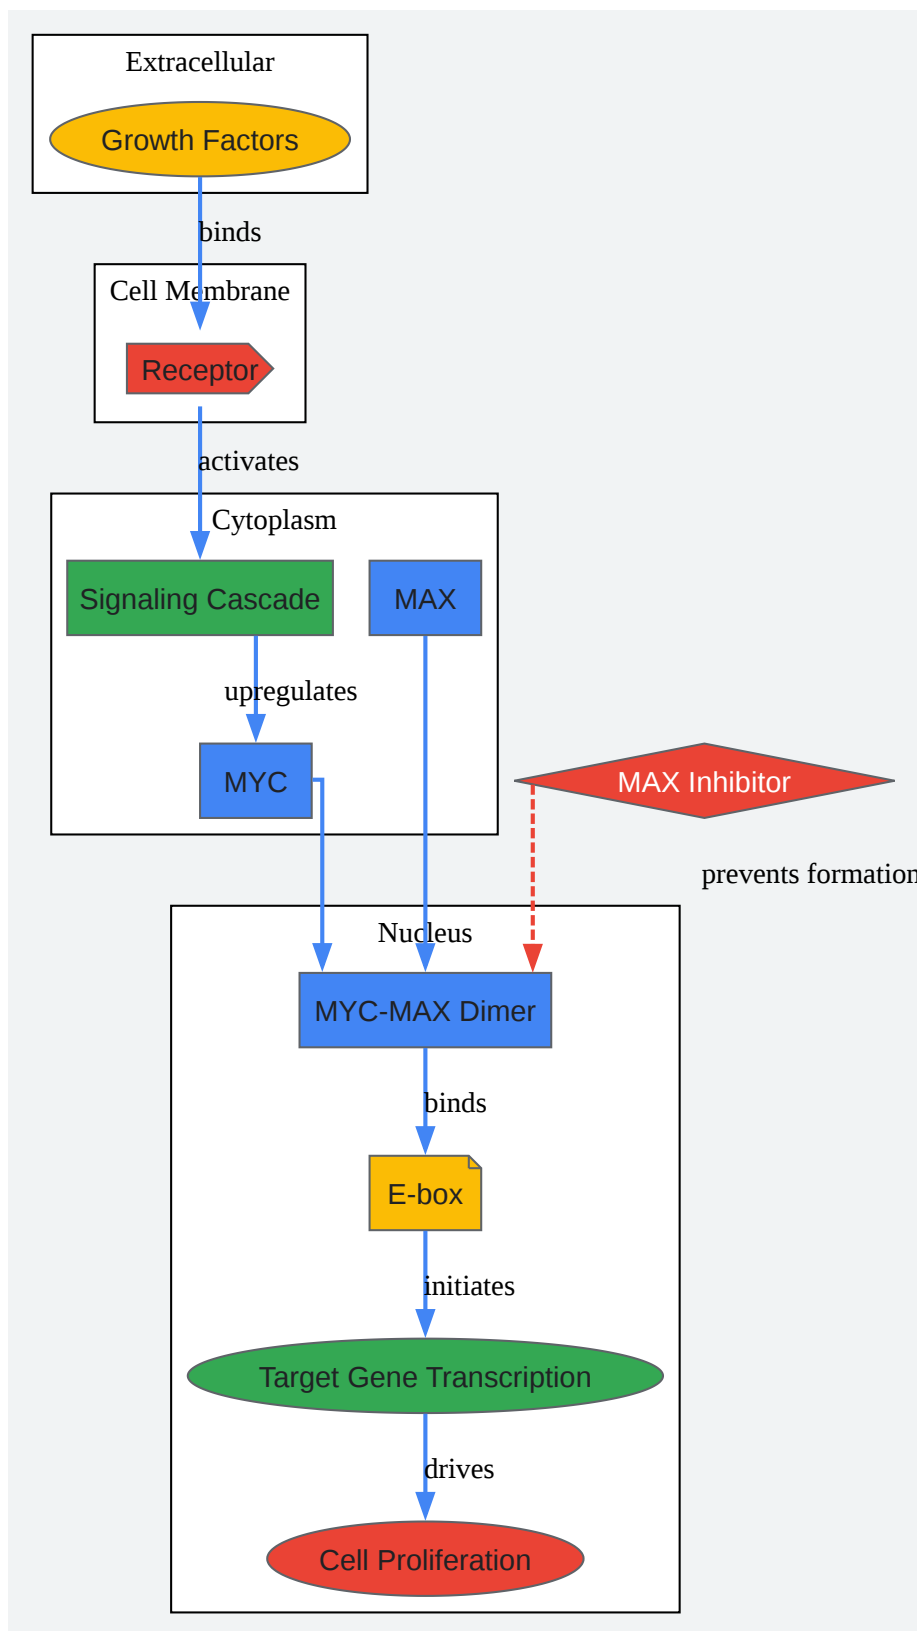 Extracellular
Growth Factors
binds
Cell Membrane
Receptor
activates
Cytoplasm
Signaling Cascade
MAX
upregulates
MYC
MAX Inhibitor
prevents formation
Nucleus
MYC-MAX Dimer
binds
E-box
initiates
Target Gene Transcription
drives
Cell Proliferation